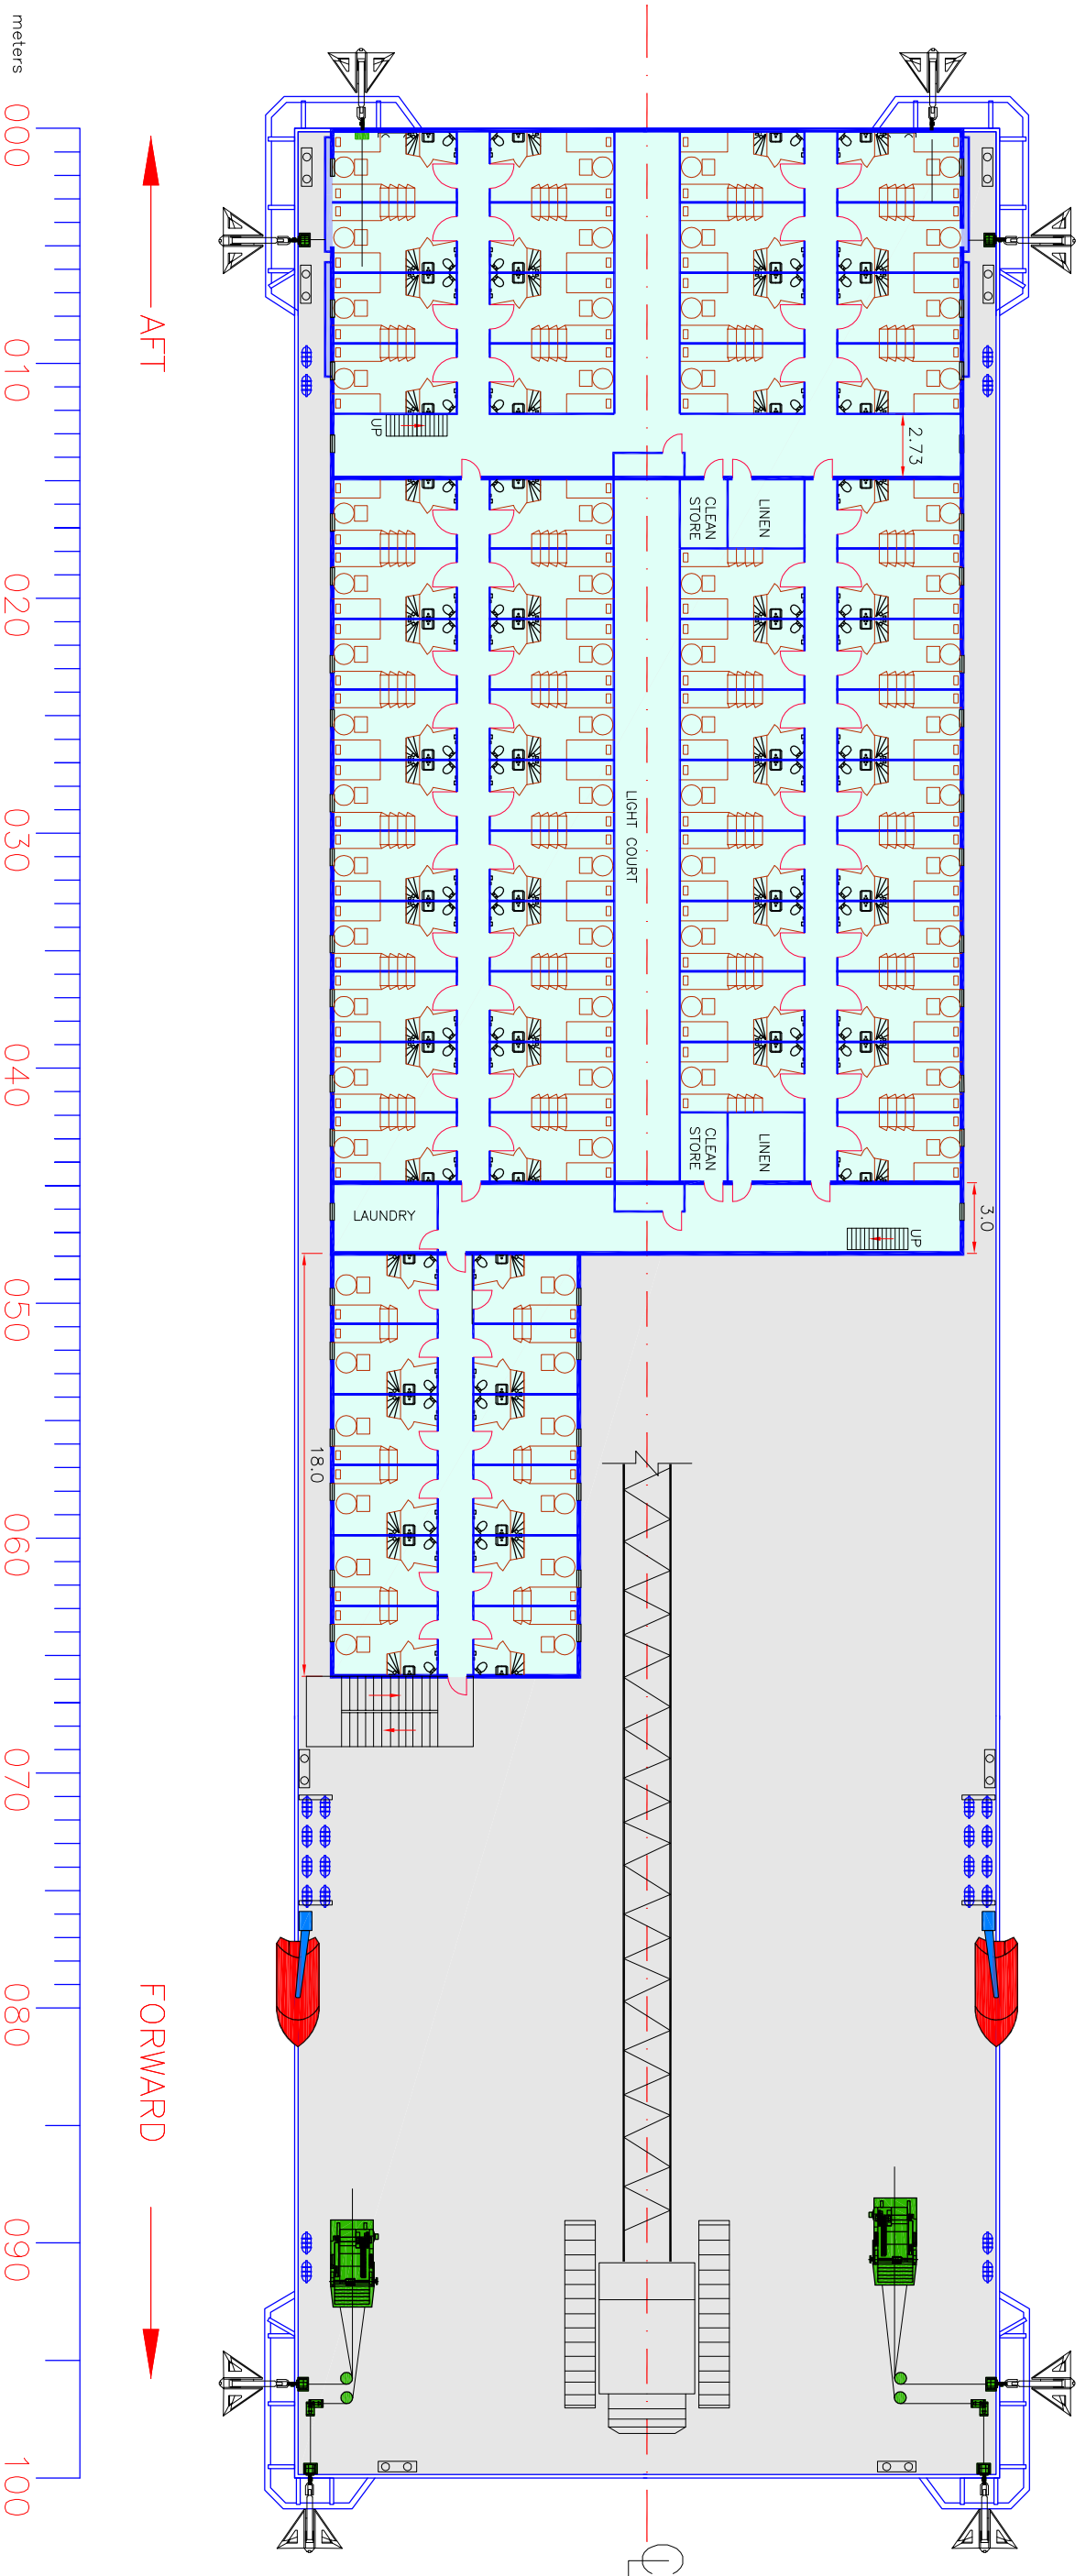 meters
000
010
020
030
040
050
060
070
080
090
100
AFT
FORWARD
UP
2.73
CLEAN
STORE
LINEN
LIGHT COURT
CLEAN
STORE
LINEN
LAUNDRY
UP
3.0
18.0
CL